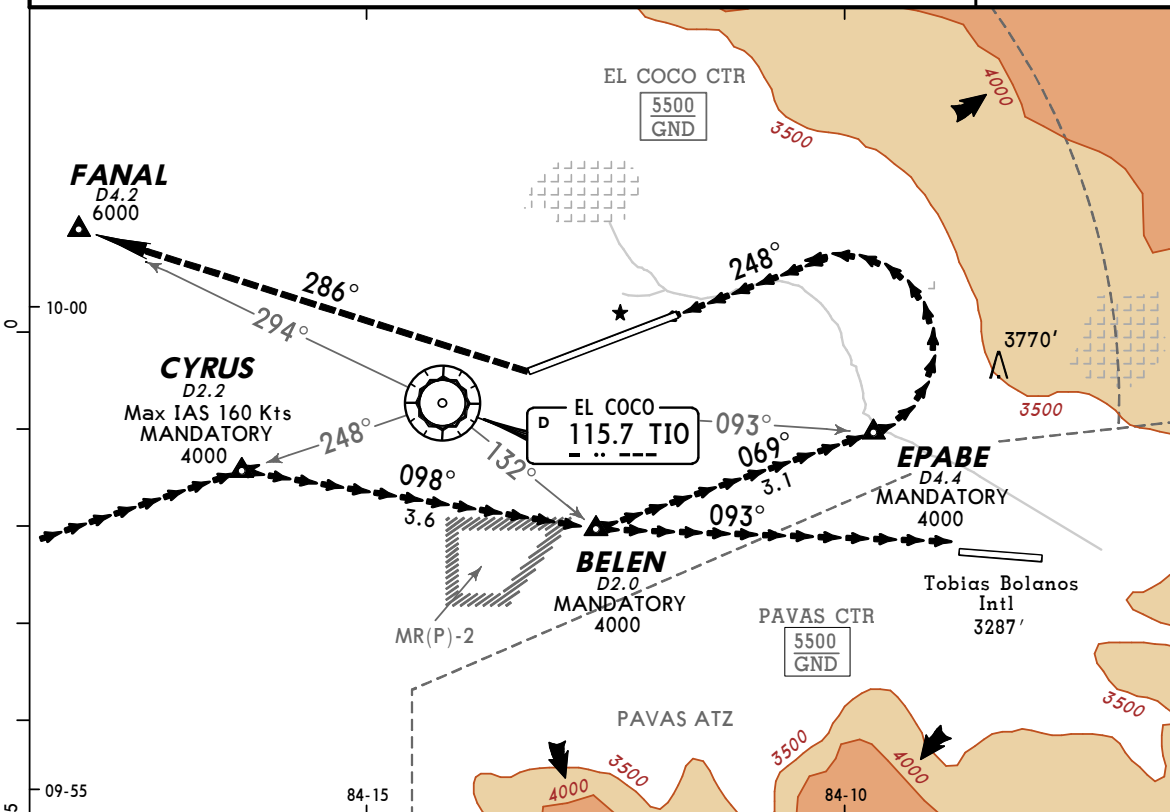 EL COCO CTR
5500
GND
4000
3500
FANAL
D4.2
6000
248°
286°
10-00
0
294°
3770'
CYRUS
D2.2
Max IAS 160 Kts
MANDATORY
4000
EL COCO
D
115.7 TIO
093°
3500
248°
132°
069°
3.1
EPABE
D4.4
MANDATORY
4000
098°
3.6
093°
BELEN
D2.0
MANDATORY
4000
Tobias Bolanos
Intl
3287'
MR(P)-2
PAVAS CTR
5500
GND
3500
PAVAS ATZ
3500
3500
4000
4000
09-55
5
84-15
84-10